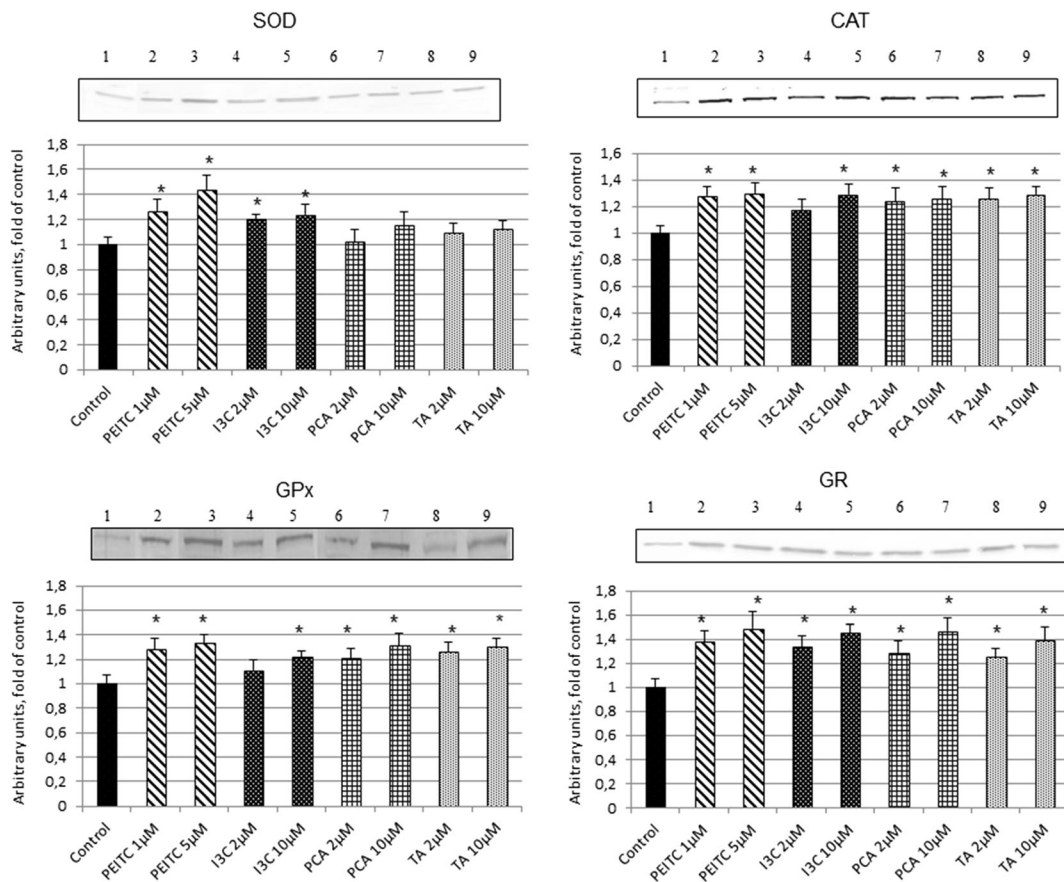 SOD
1 2 3 4 5 6 7 8 9
Arbitrary units, fold of control
1,8
1,6
1,4
1,2
1
0,8
0,6
0,4
0,2
0
* * * *
Control PEITC 1µM PEITC 5µM I3C 2µM I3C 10µM PCA 2µM PCA 10µM TA 2µM TA 10µM
CAT
1 2 3 4 5 6 7 8 9
Arbitrary units, fold of control
1,6
1,4
1,2
1
0,8
0,6
0,4
0,2
0
* * * * * * *
Control PEITC 1µM PEITC 5µM I3C 2µM I3C 10µM PCA 2µM PCA 10µM TA 2µM TA 10µM
GPx
1 2 3 4 5 6 7 8 9
Arbitrary units, fold of control
1,8
1,6
1,4
1,2
1
0,8
0,6
0,4
0,2
0
* * * * * * *
Control PEITC 1µM PEITC 5µM I3C 2µM I3C 10µM PCA 2µM PCA 10µM TA 2µM TA 10µM
GR
1 2 3 4 5 6 7 8 9
Arbitrary units, fold of control
1,8
1,6
1,4
1,2
1
0,8
0,6
0,4
0,2
0
* * * * * * * *
Control PEITC 1µM PEITC 5µM I3C 2µM I3C 10µM PCA 2µM PCA 10µM TA 2µM TA 10µM